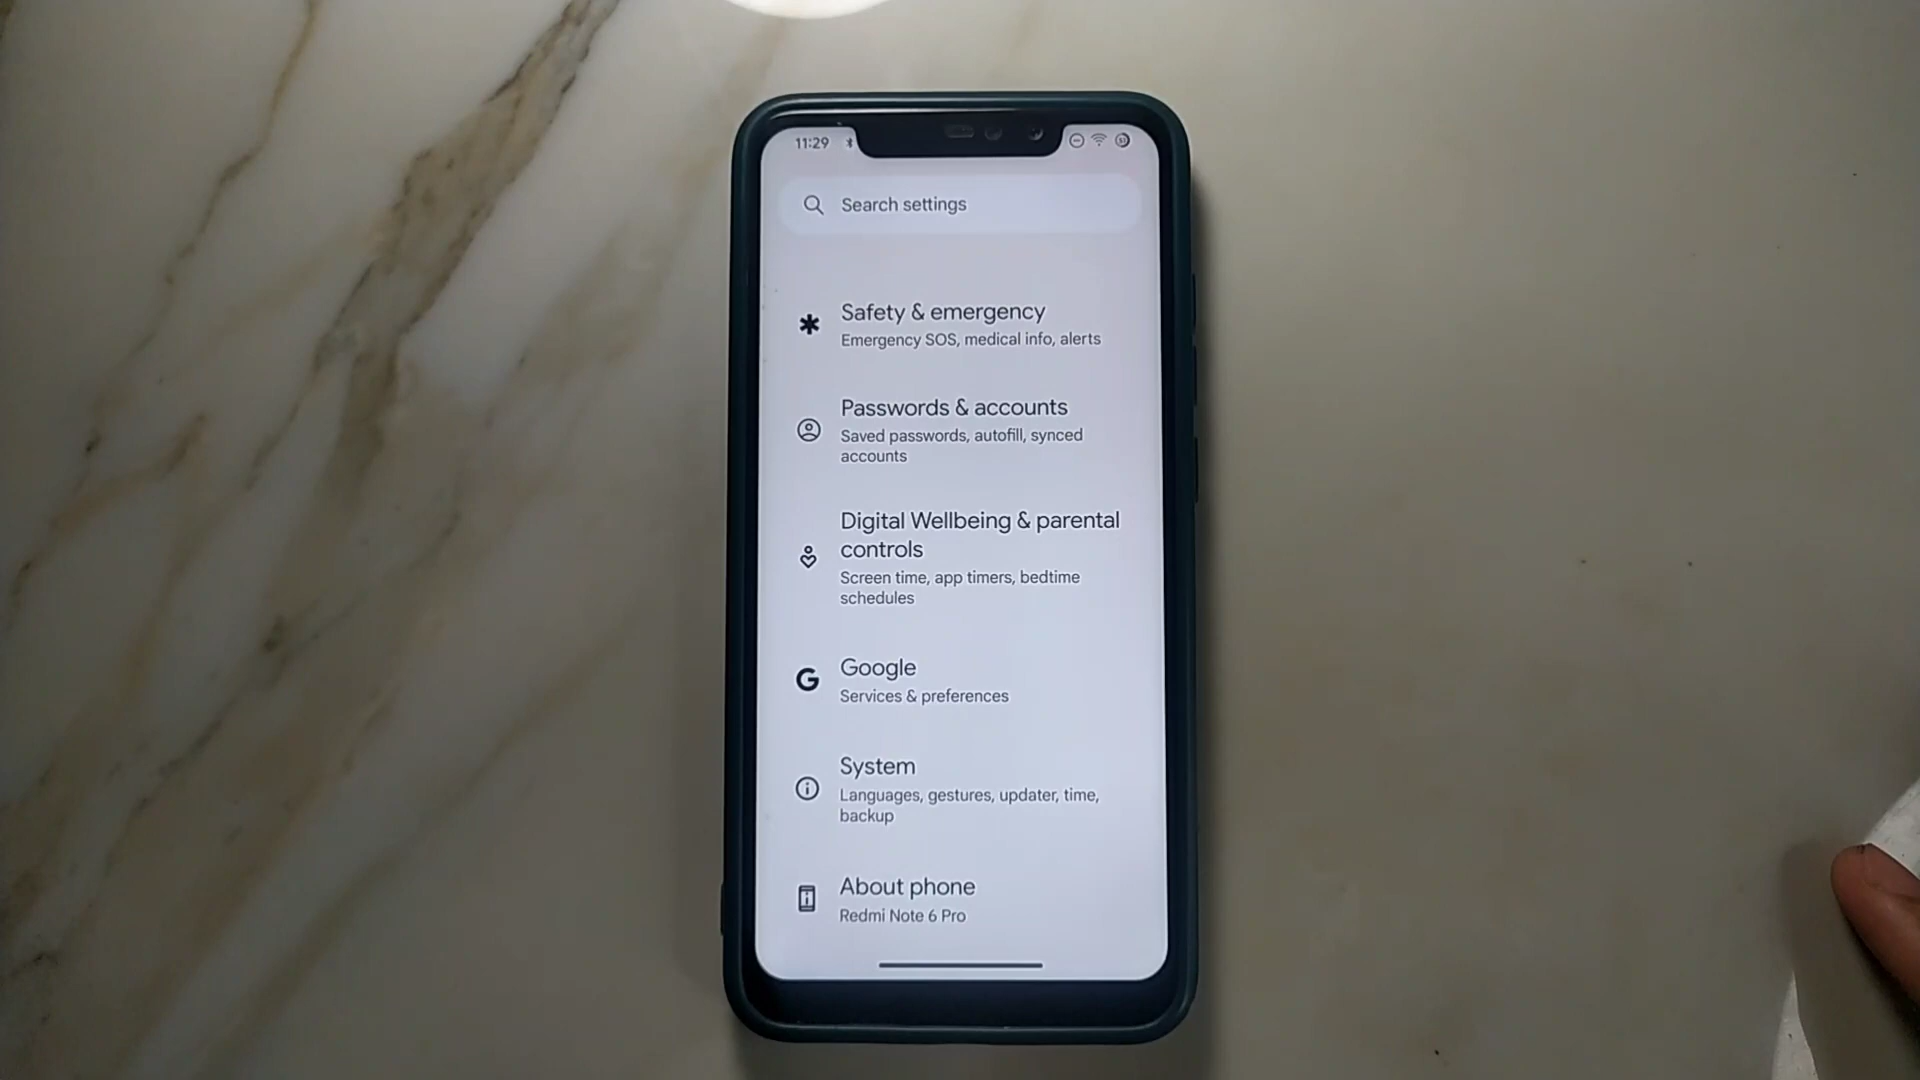 11:29
Search settings
Safety & emergency
Emergency SOS, medical info, alerts
Passwords & accounts
Saved passwords, autofill, synced
accounts
Digital Wellbeing & parental
controls
Screen time, app timers, bedtime
schedules
Google
Services & preferences
System
Languages, gestures, updater, time,
backup
About phone
Redmi Note 6 Pro